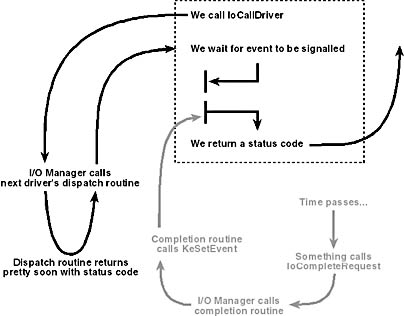 We call IoCallDriver
We wait for event to be signalled
We return a status code
I/O Manager calls
next driver's dispatch routine
Dispatch routine returns
pretty soon with status code
Time passes...
Something calls
IoCompleteRequest
I/O Manager calls
completion routine
Completion routine
calls KeSetEvent